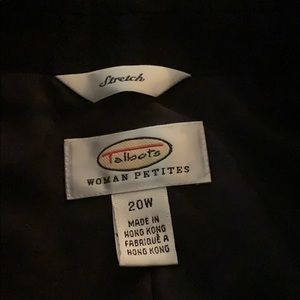 Stretch
Talbots
WOMAN PETITES
20W
MADE IN
HONG KONG
FABRIQUÉ À
HONG KONG